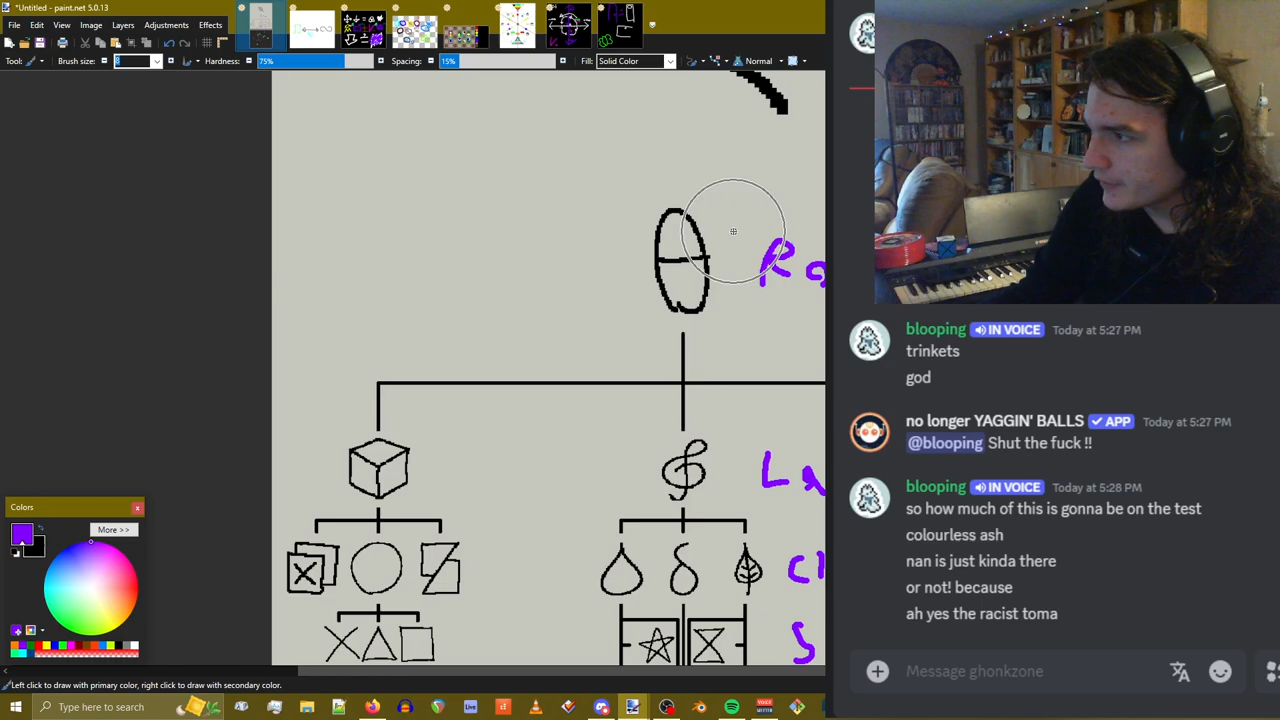 *Untitled - paint.net 5.0.13
File Edit View Image Layers Adjustments Effects
Tool: Brush size: Hardness: 75% Spacing: 15% Fill: Solid Color Normal
Colors
More >>
Left click to draw with primary color, right click to draw with secondary color.
Type here to search
Live
blooping IN VOICE Today at 5:27 PM
trinkets
god
no longer YAGGIN' BALLS APP Today at 5:27 PM
@blooping Shut the fuck !!
blooping IN VOICE Today at 5:28 PM
so how much of this is gonna be on the test
colourless ash
nan is just kinda there
or not! because
ah yes the racist toma
Message ghonkzone